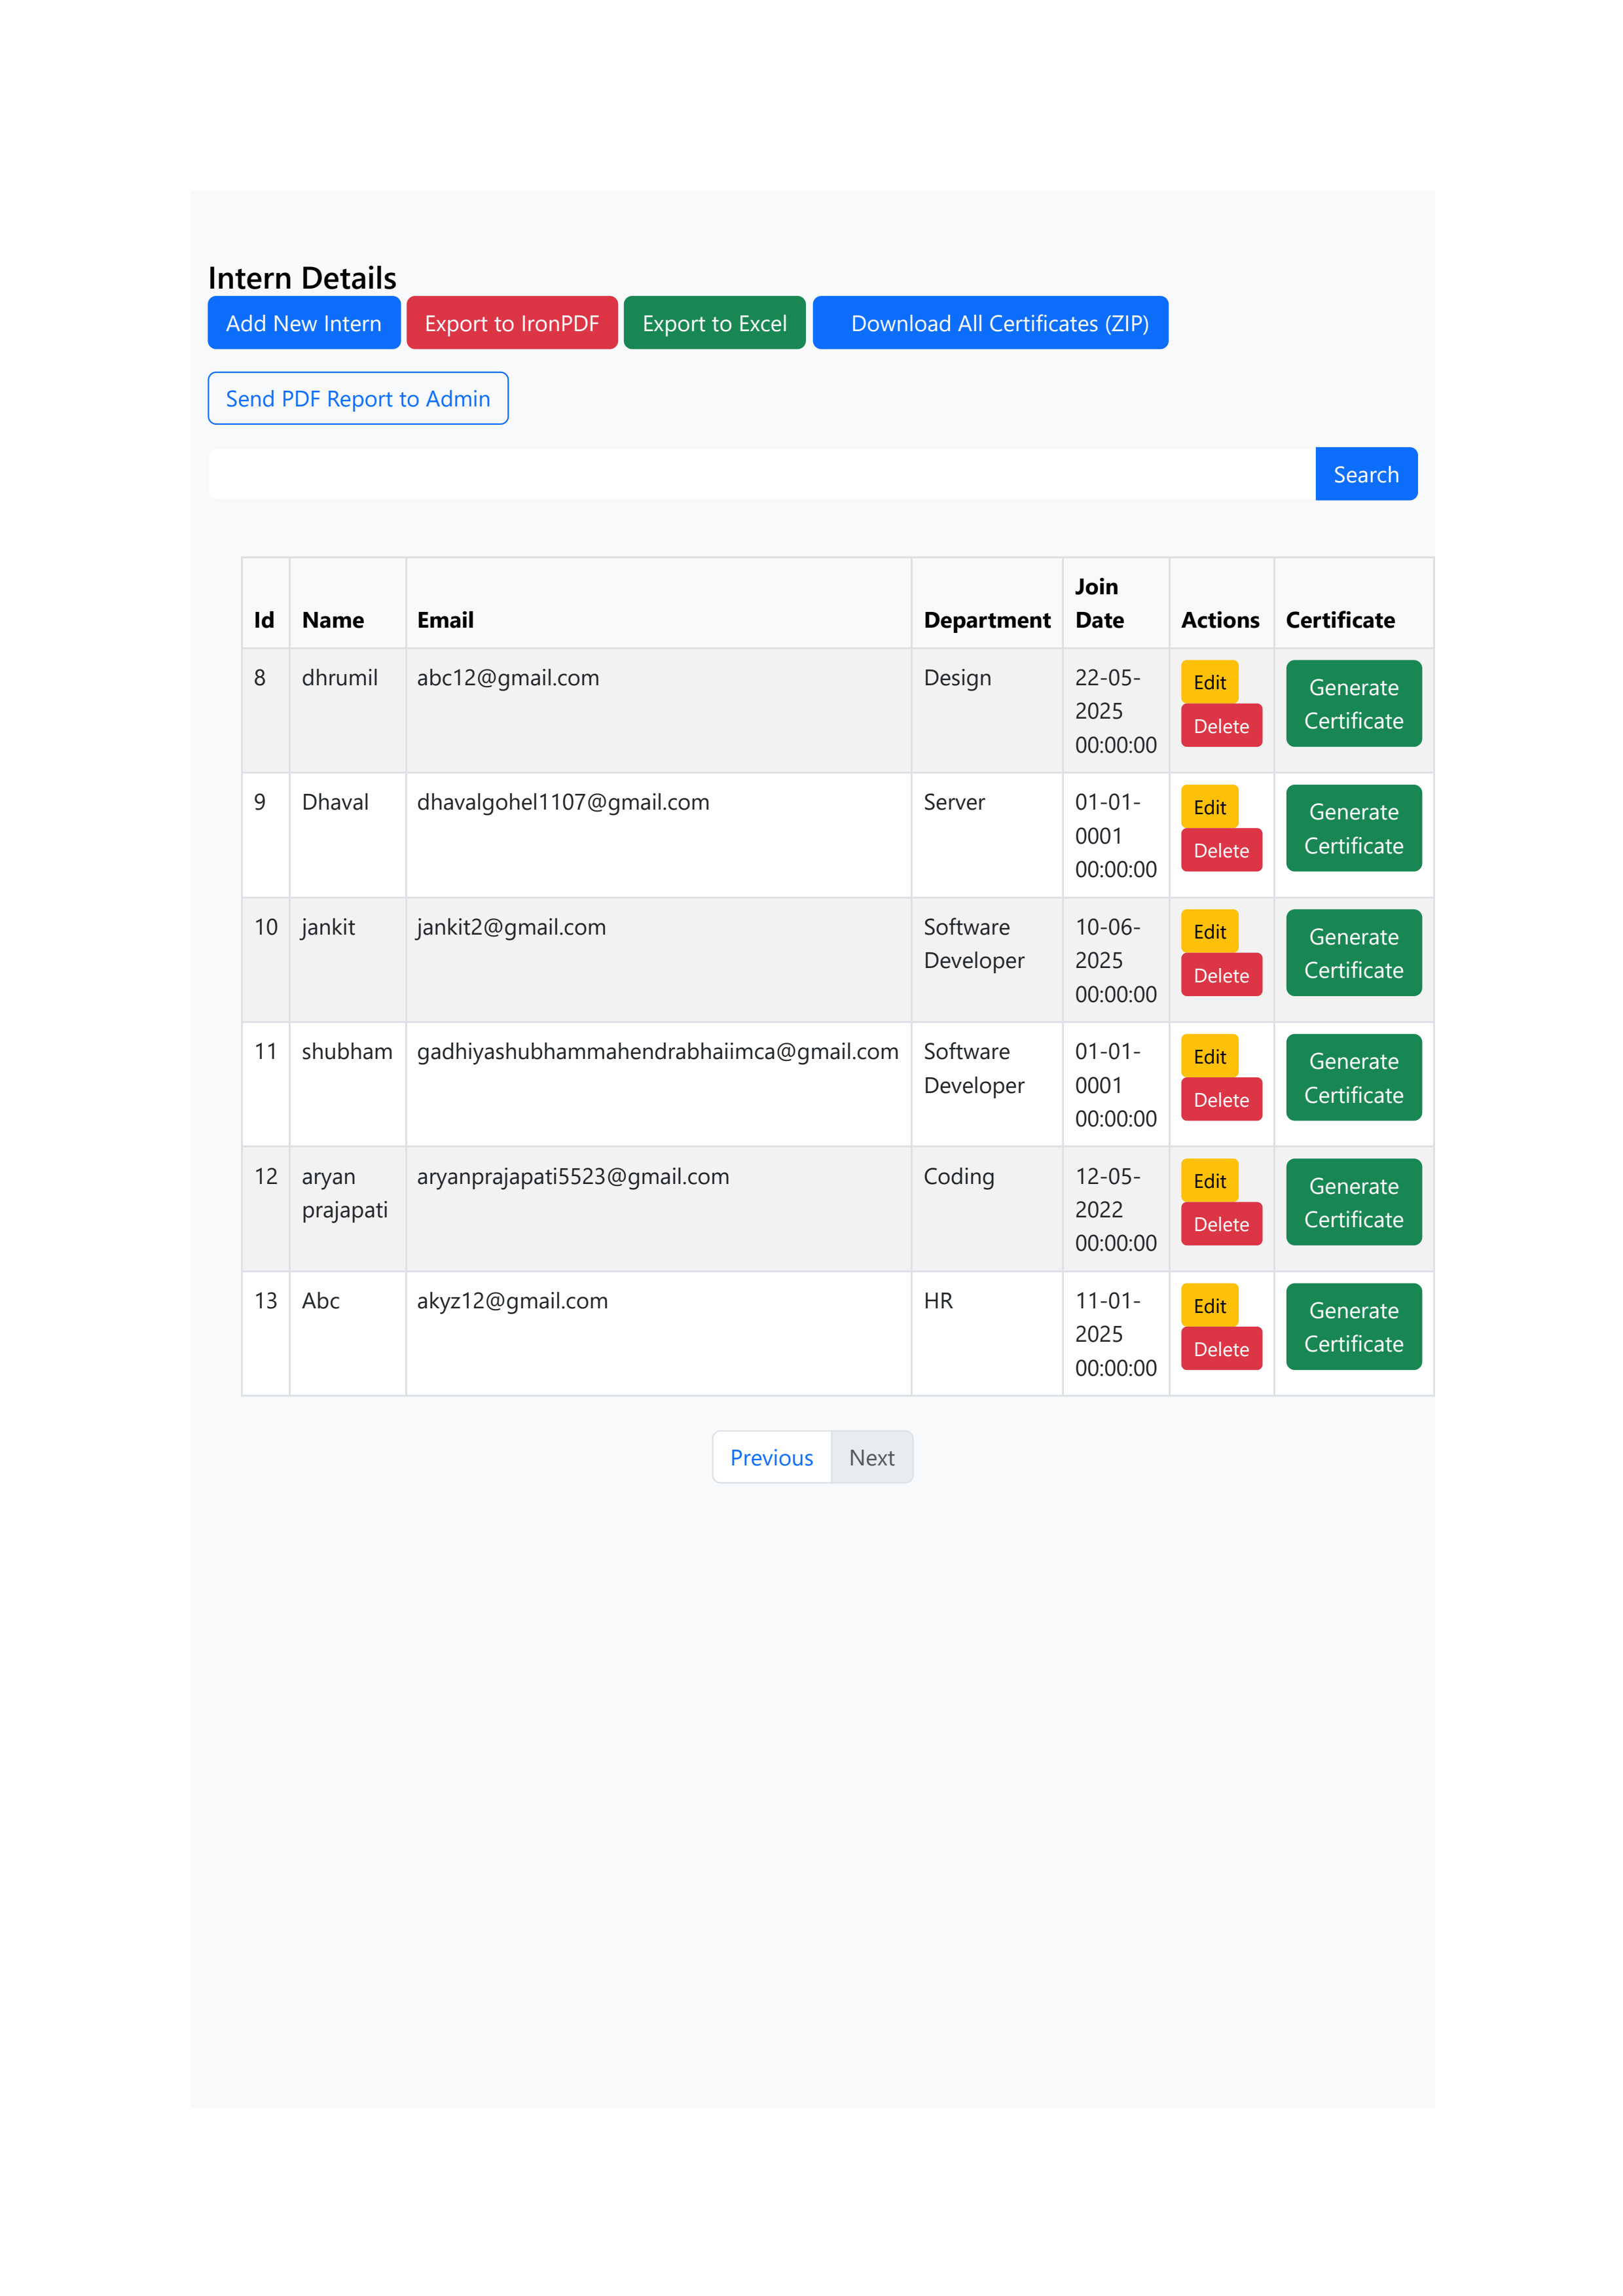 Intern Details
Add New Intern Export to IronPDF Export to Excel Download All Certificates (ZIP)
Send PDF Report to Admin
Search
Id Name Email Department Join Date Actions Certificate
8 dhrumil abc12@gmail.com Design 22-05-2025 00:00:00 Edit Delete Generate Certificate
9 Dhaval dhavalgohel1107@gmail.com Server 01-01-0001 00:00:00 Edit Delete Generate Certificate
10 jankit jankit2@gmail.com Software Developer 10-06-2025 00:00:00 Edit Delete Generate Certificate
11 shubham gadhiyashubhammahendrabhaiimca@gmail.com Software Developer 01-01-0001 00:00:00 Edit Delete Generate Certificate
12 aryan prajapati aryanprajapati5523@gmail.com Coding 12-05-2022 00:00:00 Edit Delete Generate Certificate
13 Abc akyz12@gmail.com HR 11-01-2025 00:00:00 Edit Delete Generate Certificate
Previous Next